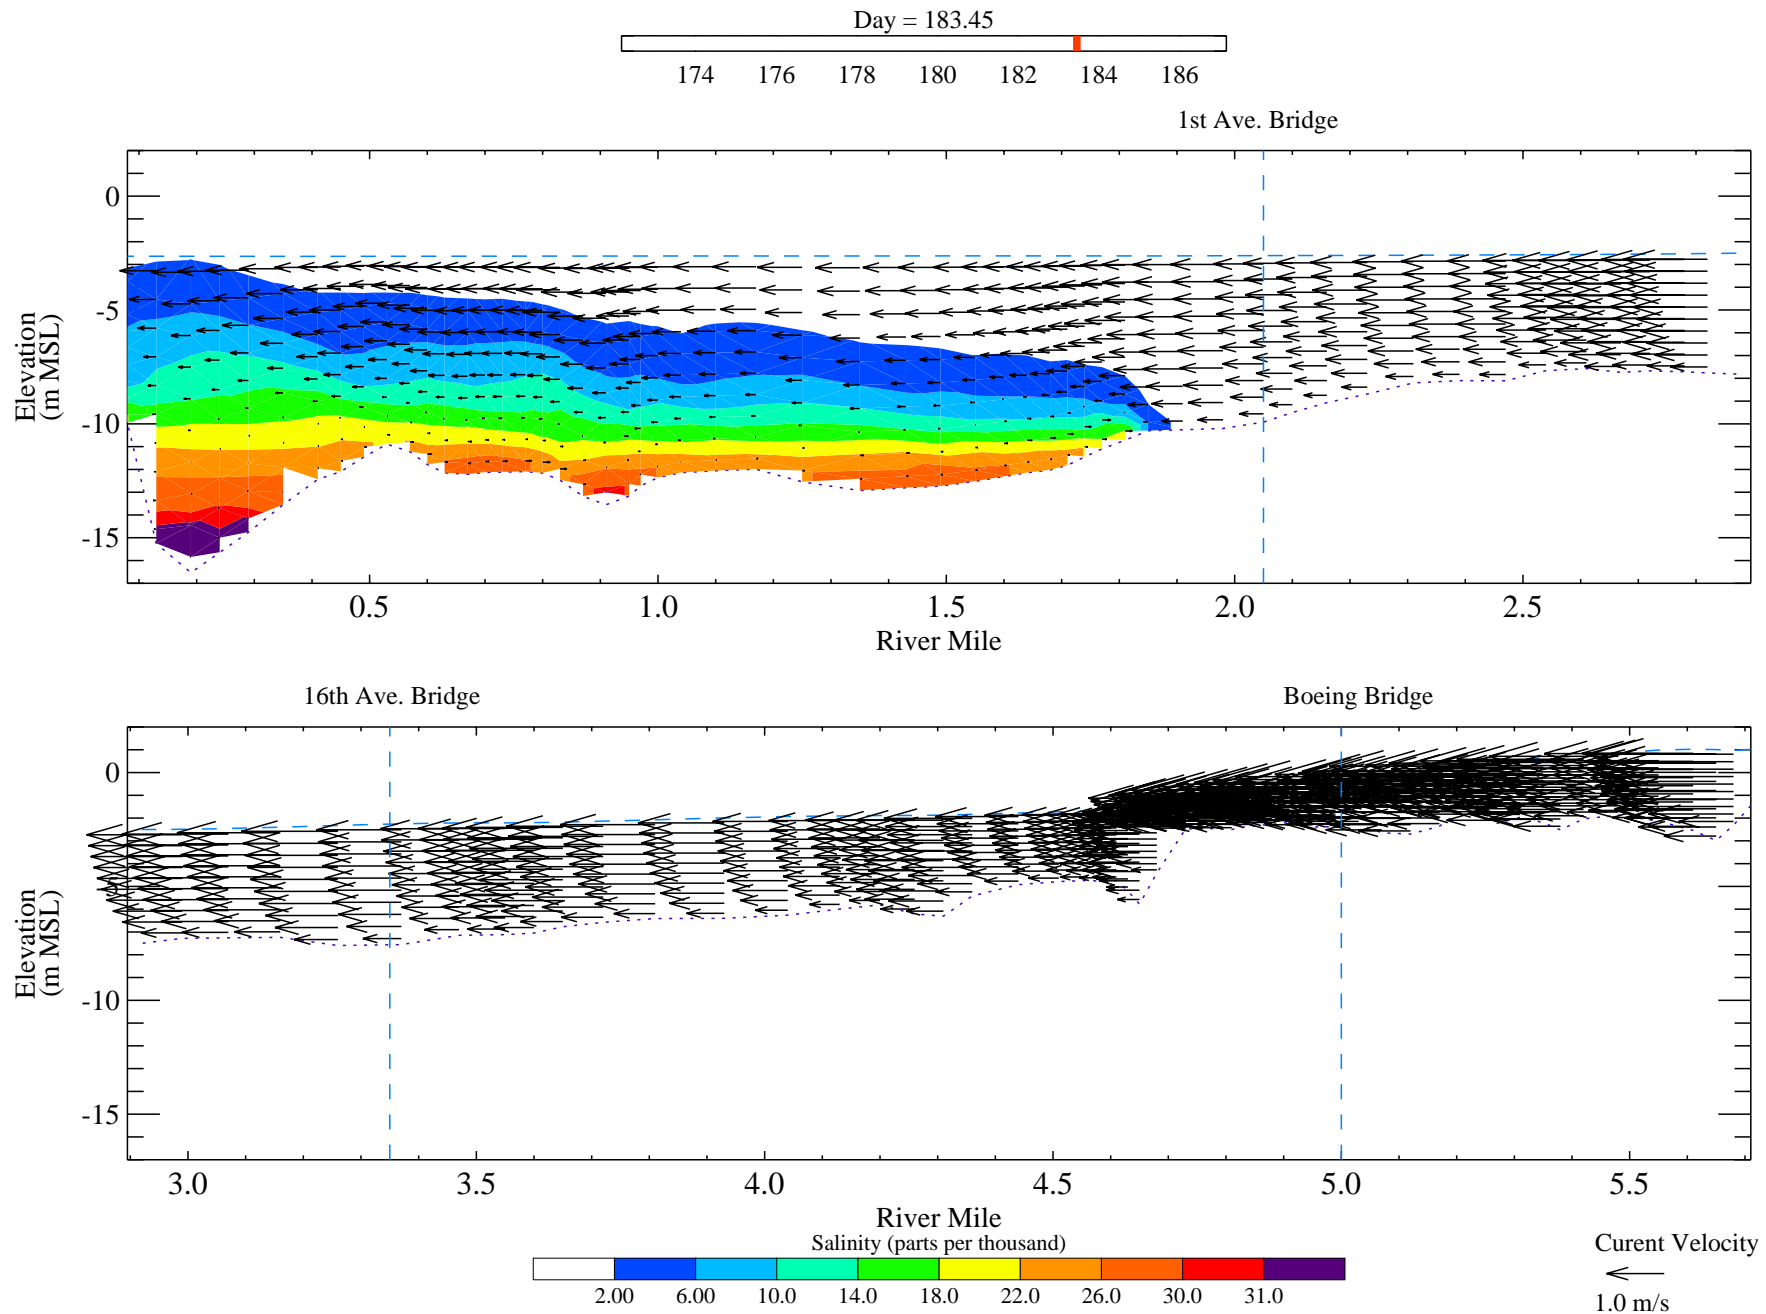 Day = 183.45
174 176 178 180 182 184 186
1st Ave. Bridge
0
-5
-10
-15
Elevation
(m MSL)
0.5 1.0 1.5 2.0 2.5
River Mile
16th Ave. Bridge Boeing Bridge
0
-10
-15
Elevation
(m MSL)
3.0 3.5 4.0 4.5 5.0 5.5
River Mile
Salinity (parts per thousand)
2.00 6.00 10.0 14.0 18.0 22.0 26.0 30.0 31.0
Curent Velocity
1.0 m/s